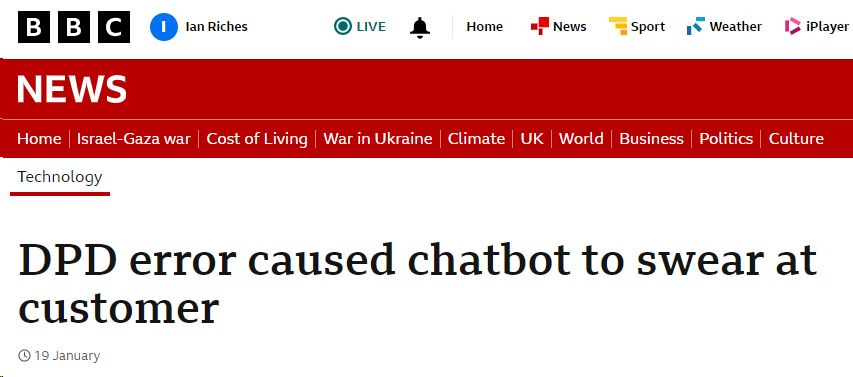 BBC I Ian Riches LIVE Home News Sport Weather iPlayer
NEWS
Home Israel-Gaza war Cost of Living War in Ukraine Climate UK World Business Politics Culture
Technology
DPD error caused chatbot to swear at
customer
19 January